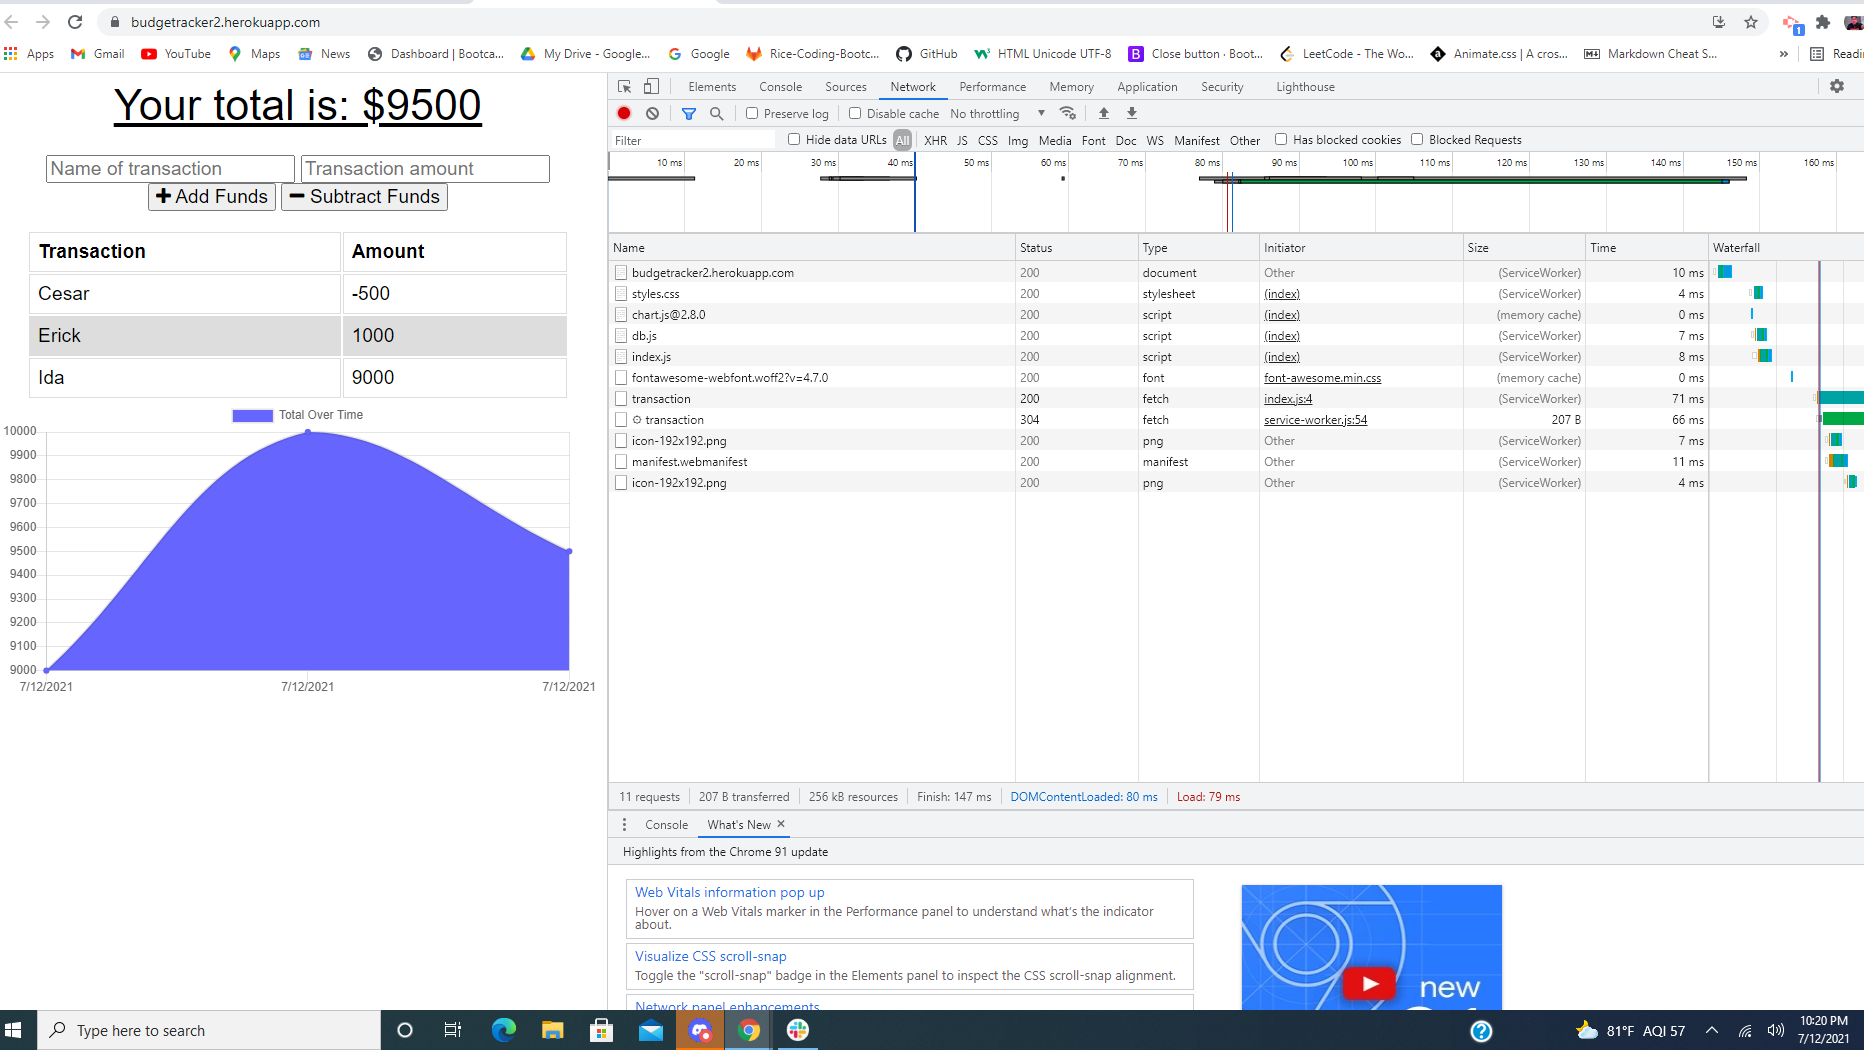 budgetracker2.herokuapp.com
Apps Gmail YouTube Maps News Dashboard | Bootca... My Drive - Google... Google Rice-Coding-Bootc... GitHub HTML Unicode UTF-8 Close button · Boot... LeetCode - The Wo... Animate.css | A cros... Markdown Cheat S... » Readi
Your total is: $9500
Name of transaction Transaction amount
Add Funds Subtract Funds
Transaction Amount
Cesar -500
Erick 1000
Ida 9000
Total Over Time
10000
9900
9800
9700
9600
9500
9400
9300
9200
9100
9000
7/12/2021 7/12/2021 7/12/2021
Elements Console Sources Network Performance Memory Application Security Lighthouse
Preserve log Disable cache No throttling
Filter Hide data URLs All XHR JS CSS Img Media Font Doc WS Manifest Other Has blocked cookies Blocked Requests
10 ms 20 ms 30 ms 40 ms 50 ms 60 ms 70 ms 80 ms 90 ms 100 ms 110 ms 120 ms 130 ms 140 ms 150 ms 160 ms
Name Status Type Initiator Size Time Waterfall
budgetracker2.herokuapp.com 200 document Other (ServiceWorker) 10 ms
styles.css 200 stylesheet (index) (ServiceWorker) 4 ms
chart.js@2.8.0 200 script (index) (memory cache) 0 ms
db.js 200 script (index) (ServiceWorker) 7 ms
index.js 200 script (index) (ServiceWorker) 8 ms
fontawesome-webfont.woff2?v=4.7.0 200 font font-awesome.min.css (memory cache) 0 ms
transaction 200 fetch index.js:4 (ServiceWorker) 71 ms
transaction 304 fetch service-worker.js:54 207 B 66 ms
icon-192x192.png 200 png Other (ServiceWorker) 7 ms
manifest.webmanifest 200 manifest Other (ServiceWorker) 11 ms
icon-192x192.png 200 png Other (ServiceWorker) 4 ms
11 requests 207 B transferred 256 kB resources Finish: 147 ms DOMContentLoaded: 80 ms Load: 79 ms
Console What's New ×
Highlights from the Chrome 91 update
Web Vitals information pop up
Hover on a Web Vitals marker in the Performance panel to understand what's the indicator
about.
Visualize CSS scroll-snap
Toggle the "scroll-snap" badge in the Elements panel to inspect the CSS scroll-snap alignment.
Network panel enhancements
new
Type here to search
81°F AQI 57
10:20 PM
7/12/2021